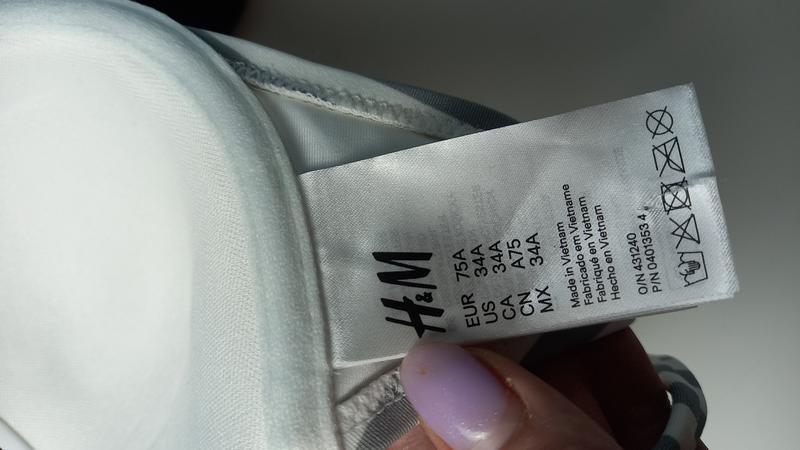 H&M
EUR 75A
US 34A
CA 34A
CN A75
MX 34A
Made in Vietnam
Fabricado em Vietname
Fabriqué en Vietnam
Hecho en Vietnam
O/N 431240
P/N 0401353 4